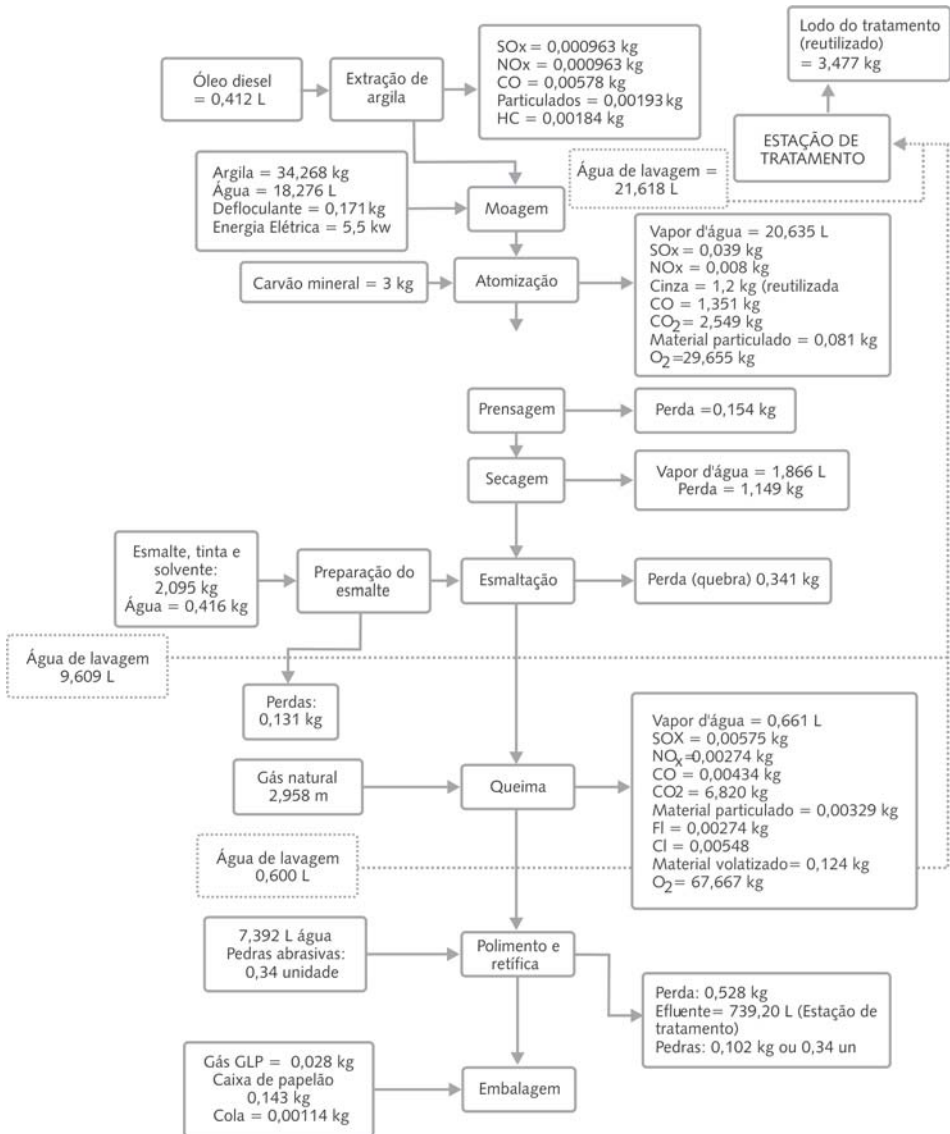 Óleo diesel
= 0,412 L
Extração de
argila
SOx = 0,000963 kg
NOx = 0,000963 kg
CO = 0,00578 kg
Particulados = 0,00193 kg
HC = 0,00184 kg
Lodo do tratamento
(reutilizado)
= 3,477 kg
ESTAÇÃO DE
TRATAMENTO
Água de lavagem =
21,618 L
Argila = 34,268 kg
Água = 18,276 L
Defloculante = 0,171 kg
Energia Elétrica = 5,5 kw
Moagem
Carvão mineral = 3 kg
Atomização
Vapor d'água = 20,635 L
SOx = 0,039 kg
NOx = 0,008 kg
Cinza = 1,2 kg (reutilizada
CO = 1,351 kg
CO2 = 2,549 kg
Material particulado = 0,081 kg
O2 =29,655 kg
Prensagem
Perda =0,154 kg
Secagem
Vapor d'água = 1,866 L
Perda = 1,149 kg
Esmalte, tinta e
solvente:
2,095 kg
Água = 0,416 kg
Preparação do
esmalte
Esmaltação
Perda (quebra) 0,341 kg
Água de lavagem
9,609 L
Perdas:
0,131 kg
Gás natural
2,958 m
Queima
Vapor d'água = 0,661 L
SOX = 0,00575 kg
NOx=0,00274 kg
CO = 0,00434 kg
CO2 = 6,820 kg
Material particulado = 0,00329 kg
Fl = 0,00274 kg
Cl = 0,00548
Material volatizado= 0,124 kg
O2 = 67,667 kg
Água de lavagem
0,600 L
7,392 L água
Pedras abrasivas:
0,34 unidade
Polimento e
retífica
Perda: 0,528 kg
Efluente= 739,20 L (Estação de
tratamento)
Pedras: 0,102 kg ou 0,34 un
Gás GLP = 0,028 kg
Caixa de papelão
0,143 kg
Cola = 0,00114 kg
Embalagem